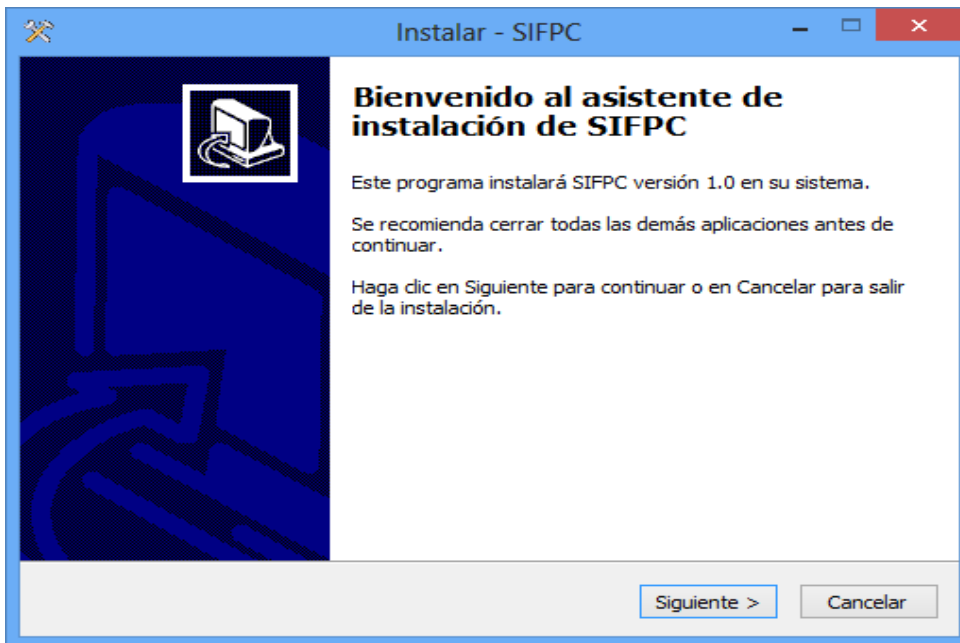 Instalar - SIFPC
Bienvenido al asistente de
instalación de SIFPC
Este programa instalará SIFPC versión 1.0 en su sistema.
Se recomienda cerrar todas las demás aplicaciones antes de
continuar.
Haga clic en Siguiente para continuar o en Cancelar para salir
de la instalación.
Siguiente >
Cancelar